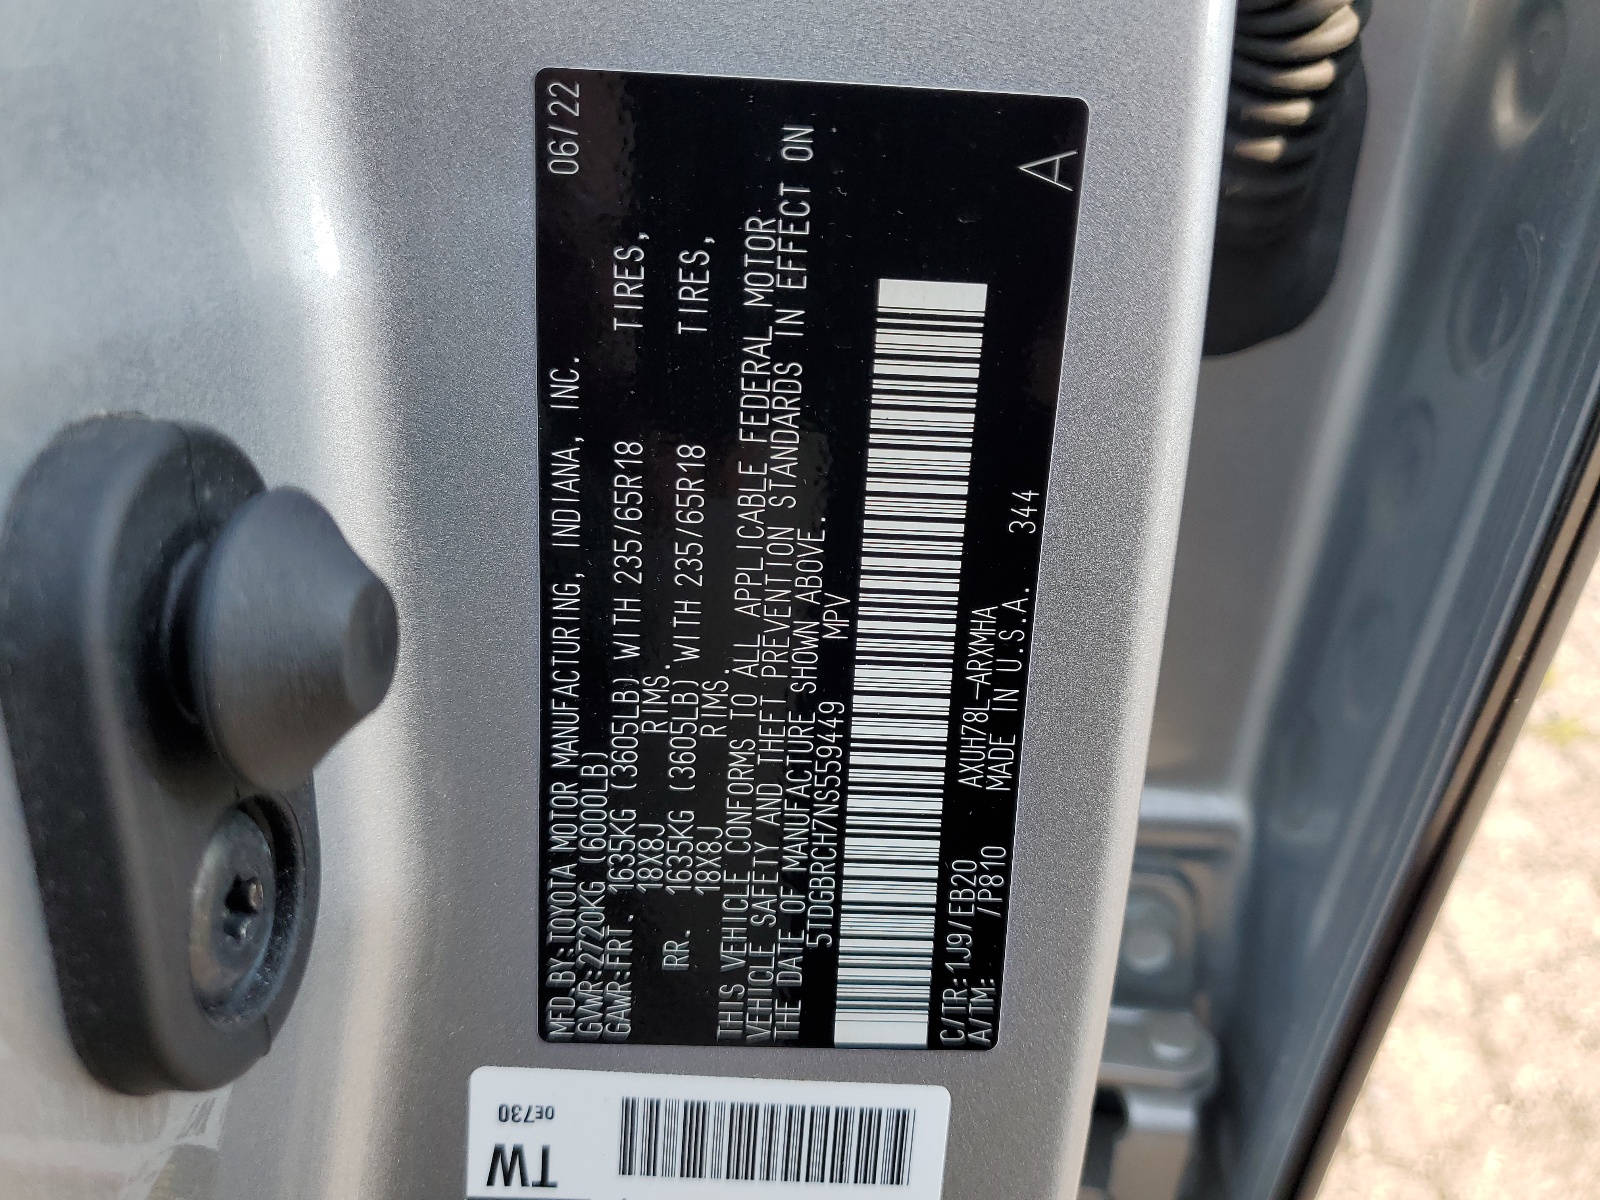 MFD.BY:TOYOTA MOTOR MANUFACTURING, INDIANA, INC. 06/22
GVWR:2720KG (6000LB)
GAWR:FRT. 1635KG (3605LB) WITH 235/65R18 TIRES,
18X8J RIMS.
RR. 1635KG (3605LB) WITH 235/65R18 TIRES,
18X8J RIMS.
THIS VEHICLE CONFORMS TO ALL APPLICABLE FEDERAL MOTOR
VEHICLE SAFETY AND THEFT PREVENTION STANDARDS IN EFFECT ON
THE DATE OF MANUFACTURE SHOWN ABOVE.
5TDGBRCH7NS559449 MPV
C/TR:1J9/EB20 AXUH78L-ARXMHA
A/TM: /P810 MADE IN U.S.A. 344
A
TW
0E730